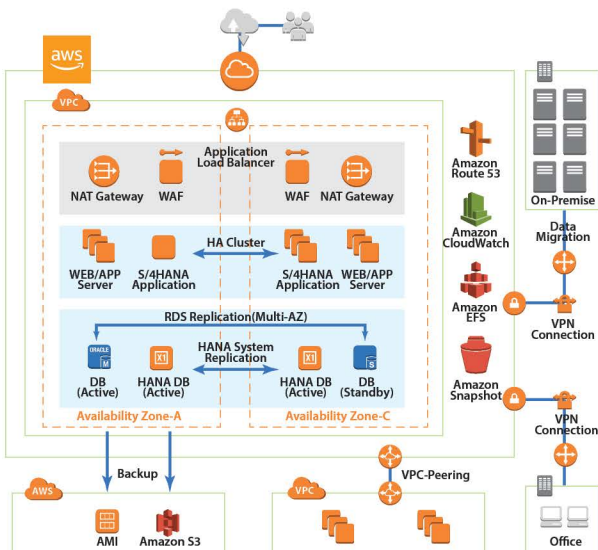 aws
VPC
Application
Load Balancer
NAT Gateway
WAF
WAF
NAT Gateway
HA Cluster
WEB/APP
Server
S/4HANA
Application
S/4HANA
Application
WEB/APP
Server
RDS Replication(Multi-AZ)
HANA System
Replication
ORACLE
M
X1
X1
S
DB
(Active)
HANA DB
(Active)
HANA DB
(Active)
DB
(Standby)
Availability Zone-A
Availability Zone-C
Amazon
Route 53
Amazon
CloudWatch
Amazon
EFS
Amazon
Snapshot
On-Premise
Data
Migration
VPN
Connection
VPN
Connection
Backup
VPC-Peering
AWS
AMI
Amazon S3
VPC
Office